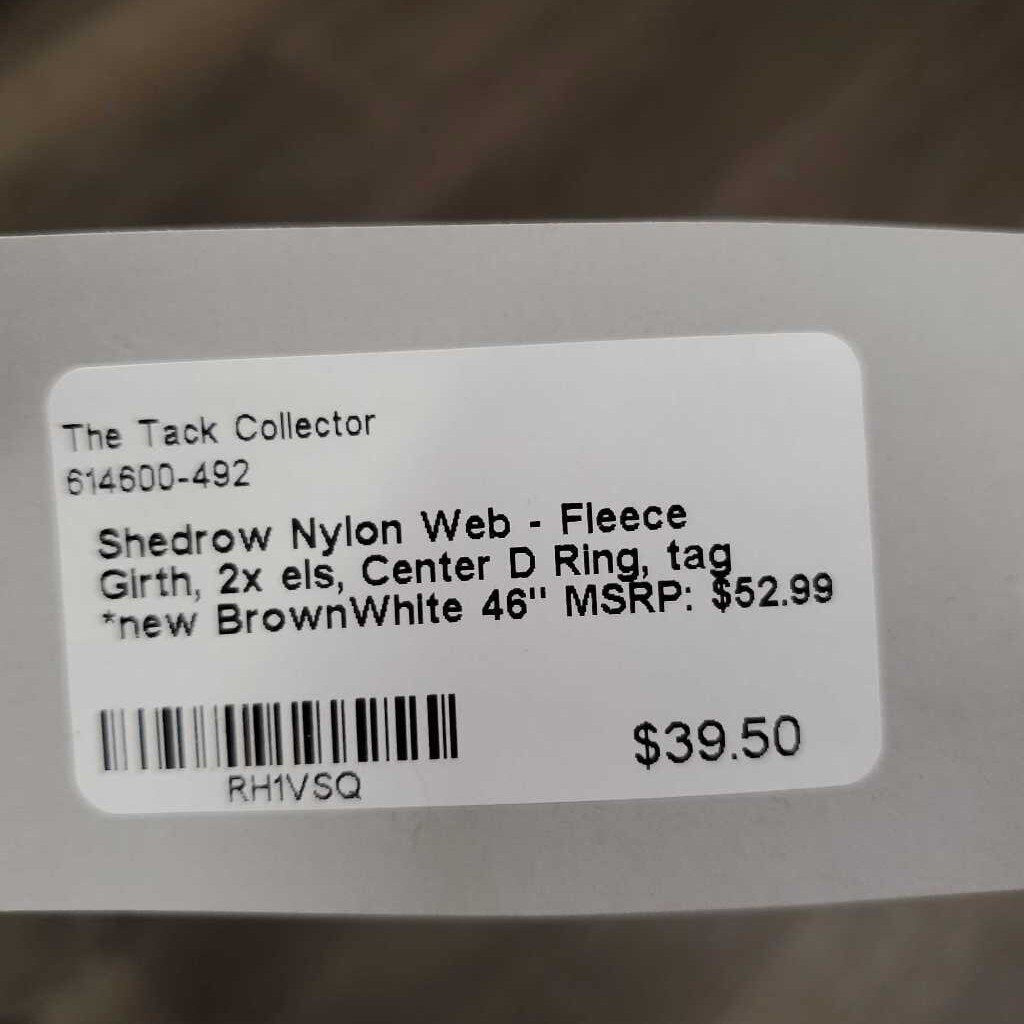 The Tack Collector
614600-492
Shedrow Nylon Web - Fleece
Girth, 2x els, Center D Ring, tag
*new BrownWhite 46" MSRP: $52.99
RH1VSQ
$39.50